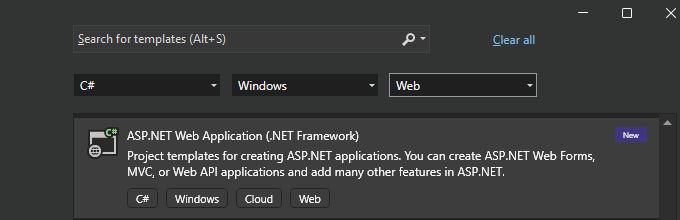 Search for templates (Alt+S)
Clear all
C#
Windows
Web
C#
ASP.NET Web Application (.NET Framework)
New
Project templates for creating ASP.NET applications. You can create ASP.NET Web Forms,
MVC, or Web API applications and add many other features in ASP.NET.
C#
Windows
Cloud
Web